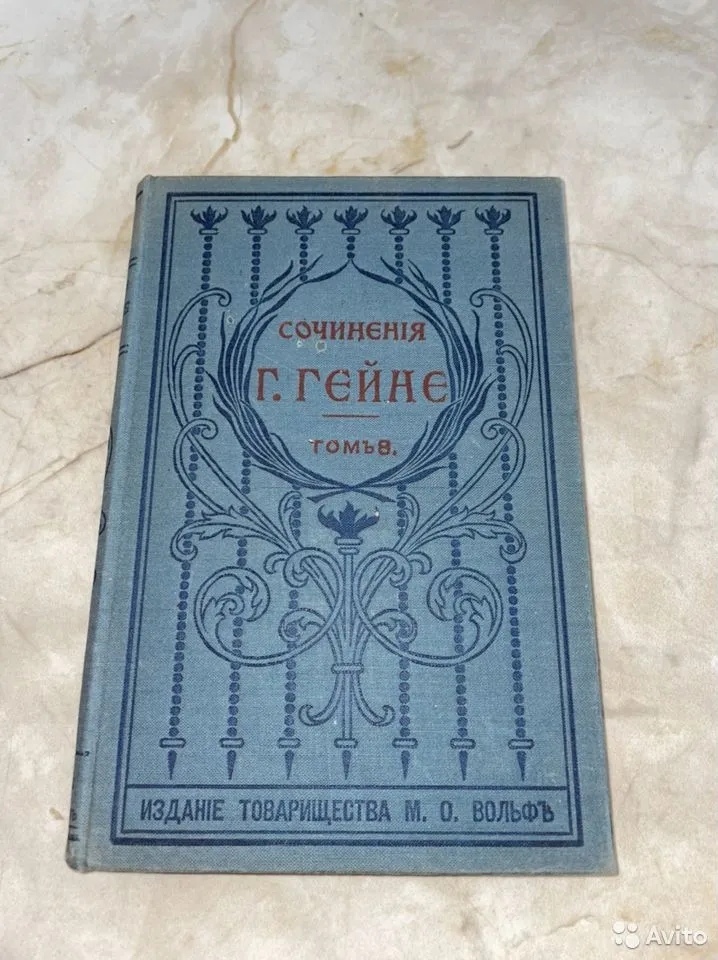 СОЧИНЕНІЯ
Г. ГЕЙНЕ
ТОМЪ 8.
ИЗДАНІЕ ТОВАРИЩЕСТВА М. О. ВОЛЬФЪ
Avito